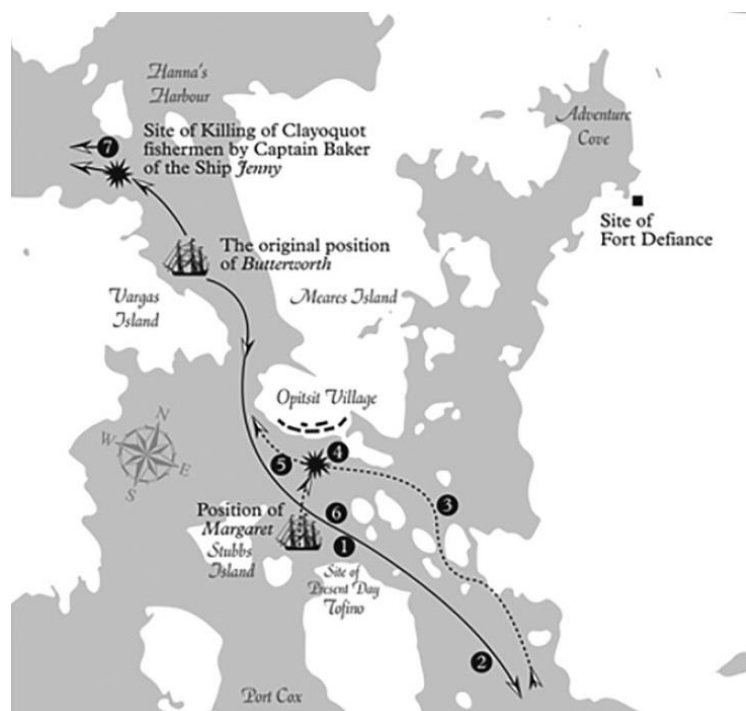 Hanna's
Harbour
Adventure
Cove
7
Site of Killing of Clayoquot
fishermen by Captain Baker
of the Ship Jenny
Site of
Fort Defiance
The original position
of Butterworth
Vargas
Island
Meares Island
Opitsit Village
N
W
E
S
4
5
3
Position of
Margaret
6
1
Stubbs
Island
Site of
Present Day
Tofino
2
Port Cox